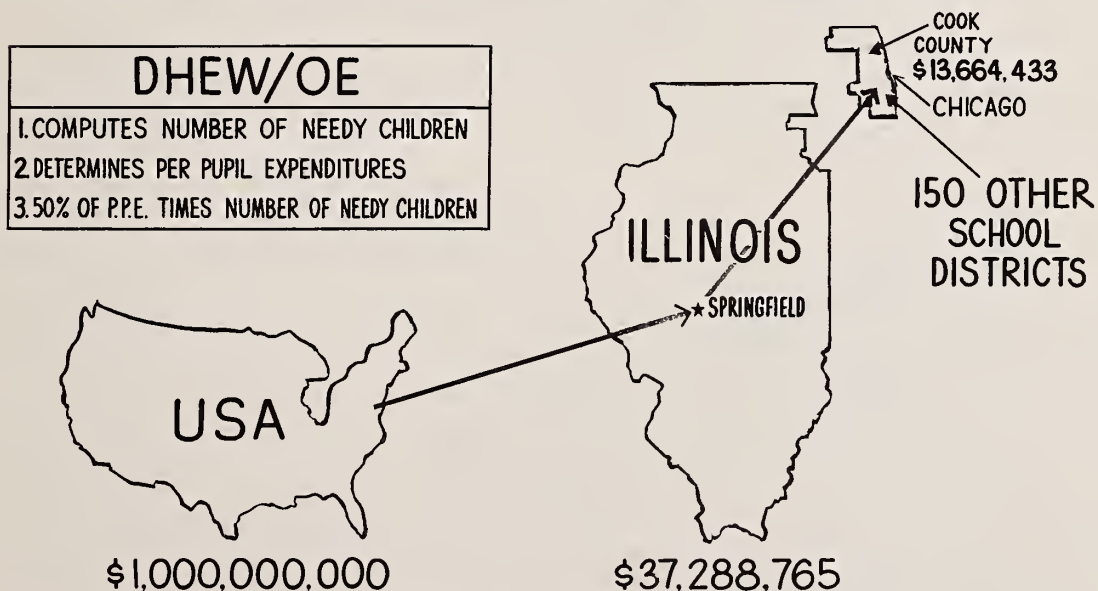 DHEW/OE
1. COMPUTES NUMBER OF NEEDY CHILDREN
2. DETERMINES PER PUPIL EXPENDITURES
3. 50% OF P.P.E. TIMES NUMBER OF NEEDY CHILDREN
COOK
COUNTY
$13,664,433
CHICAGO
150 OTHER
SCHOOL
DISTRICTS
ILLINOIS
SPRINGFIELD
USA
$1,000,000,000
$37,288,765